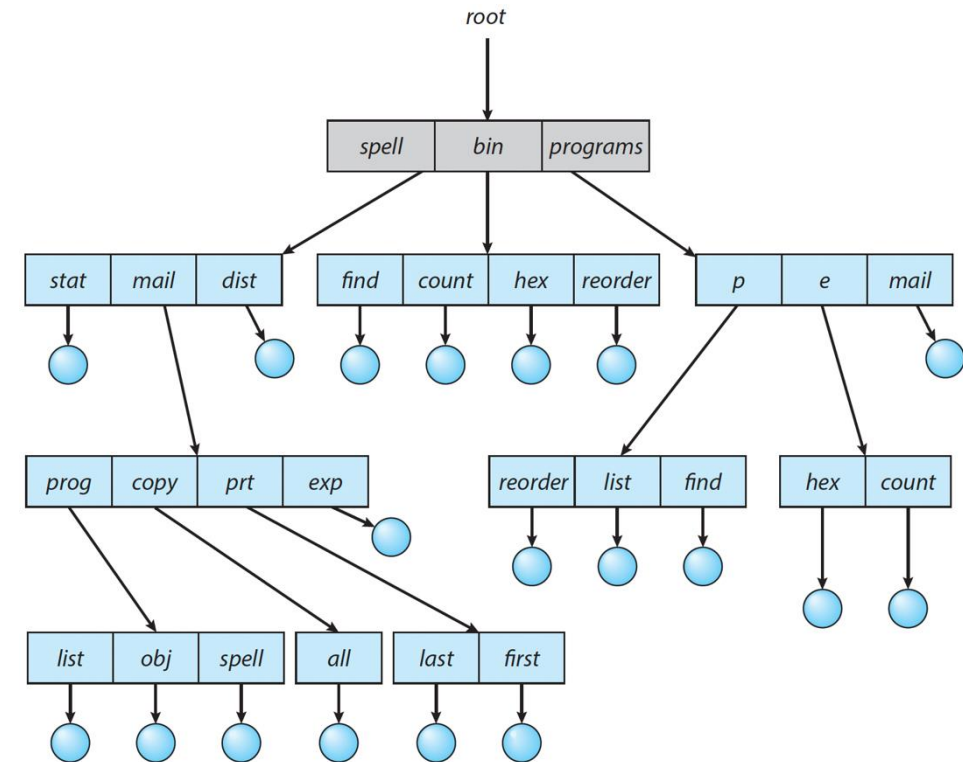 root
spell bin programs
stat mail dist find count hex reorder p e mail
prog copy prt exp reorder list find hex count
list obj spell all last first